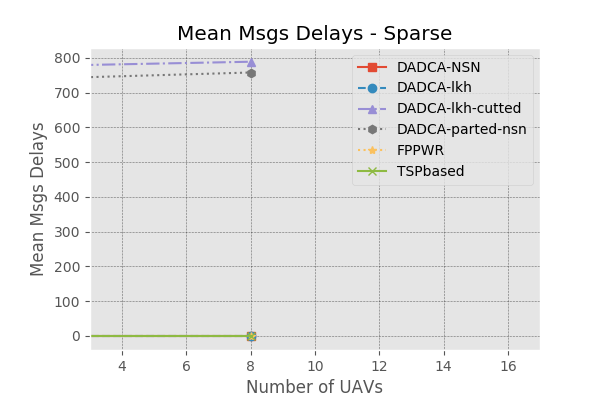 Mean Msgs Delays - Sparse
800
700
600
500
400
300
200
100
0
Mean Msgs Delays
DADCA-NSN
DADCA-lkh
DADCA-lkh-cutted
DADCA-parted-nsn
FPPWR
TSPbased
4
6
8
10
12
14
16
Number of UAVs